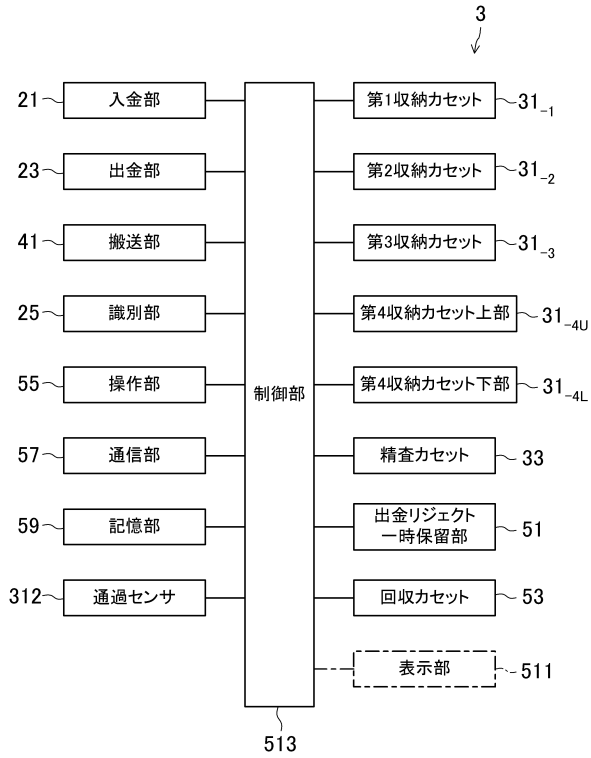 3
21 入金部
第1収納カセット 31-1
23 出金部
第2収納カセット 31-2
41 搬送部
第3収納カセット 31-3
25 識別部
第4収納カセット上部 31-4U
55 操作部
第4収納カセット下部 31-4L
制御部
57 通信部
精査カセット 33
59 記憶部
出金リジェクト
一時保留部 51
312 通過センサ
回収カセット 53
表示部 511
513